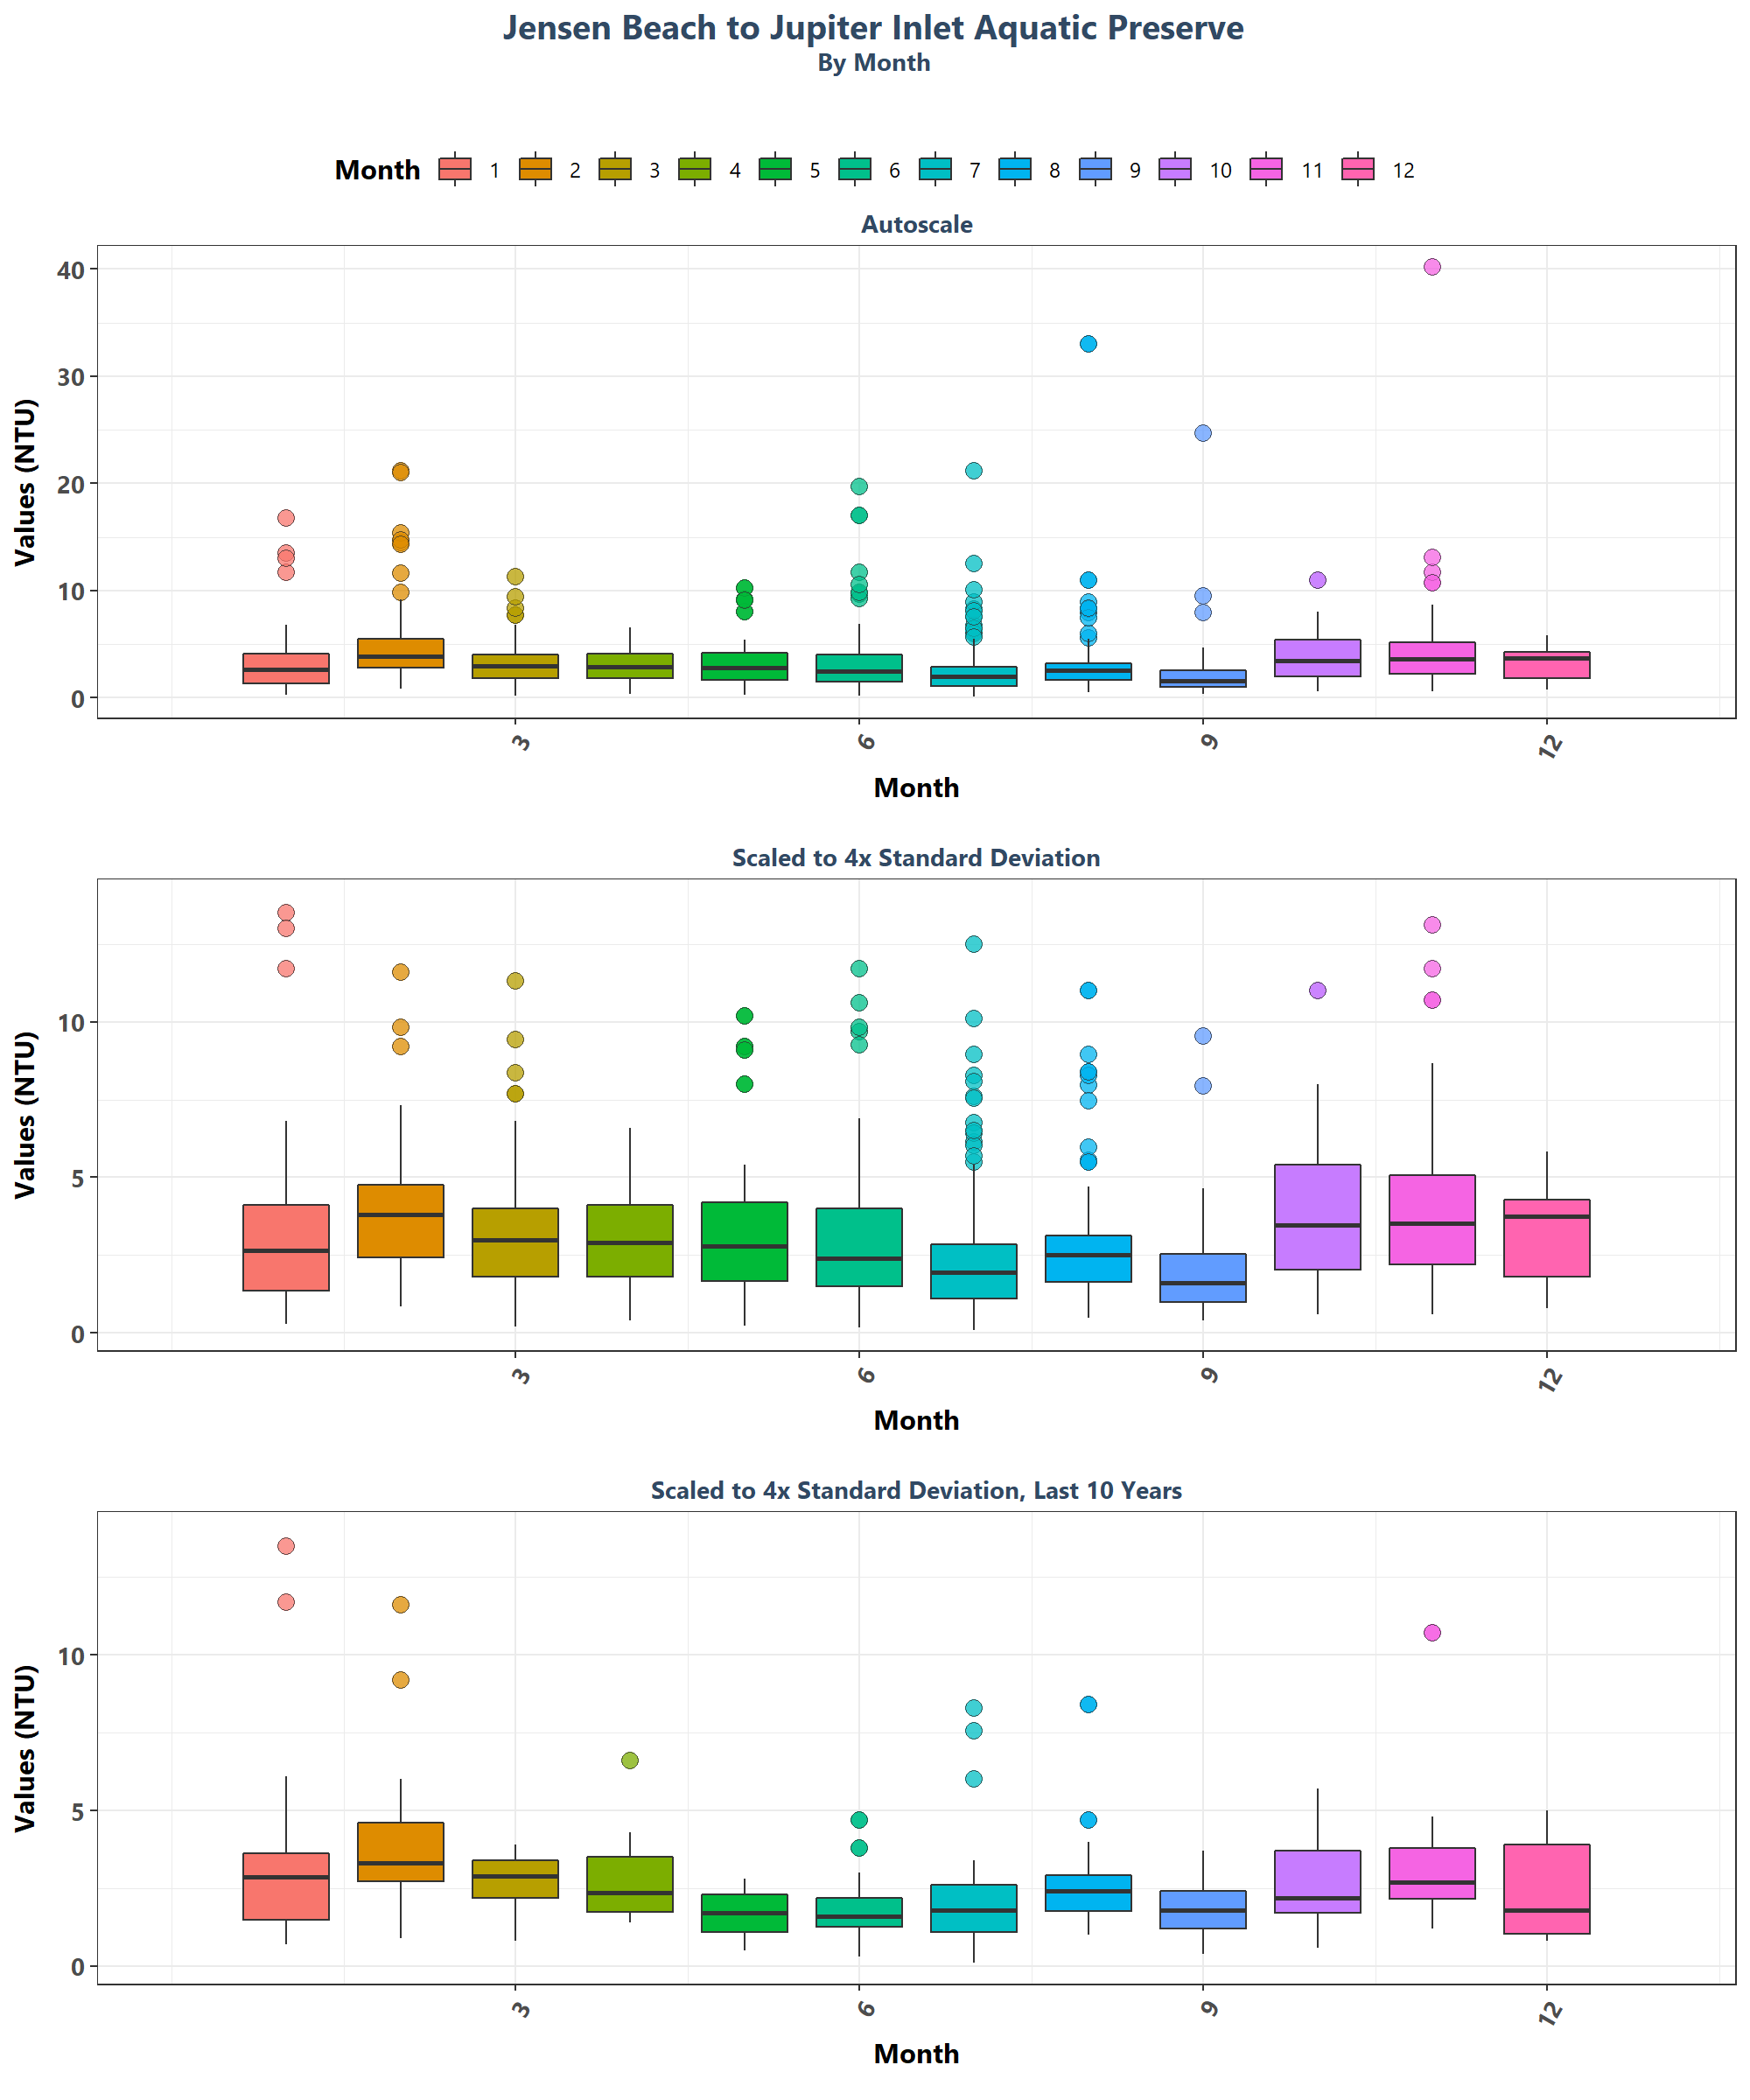 Jensen Beach to Jupiter Inlet Aquatic Preserve
By Month
Month 1 2 3 4 5 6 7 8 9 10 11 12
Autoscale
Values (NTU)
40
30
20
10
0
3 6 9 12
Month
Scaled to 4x Standard Deviation
Values (NTU)
10
5
0
3 6 9 12
Month
Scaled to 4x Standard Deviation, Last 10 Years
Values (NTU)
10
5
0
3 6 9 12
Month